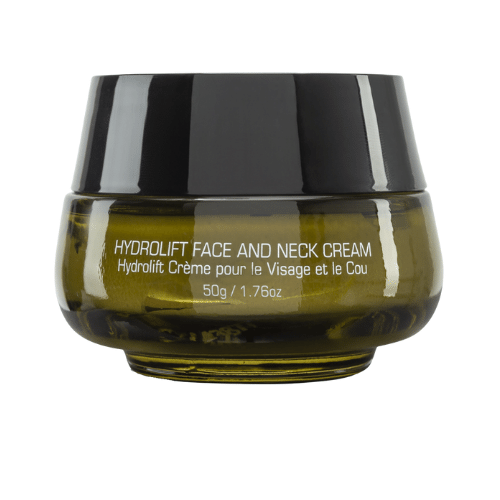 HYDROLIFT FACE AND NECK CREAM
Hydrolift Crème pour le Visage et le Cou
50g / 1.76oz